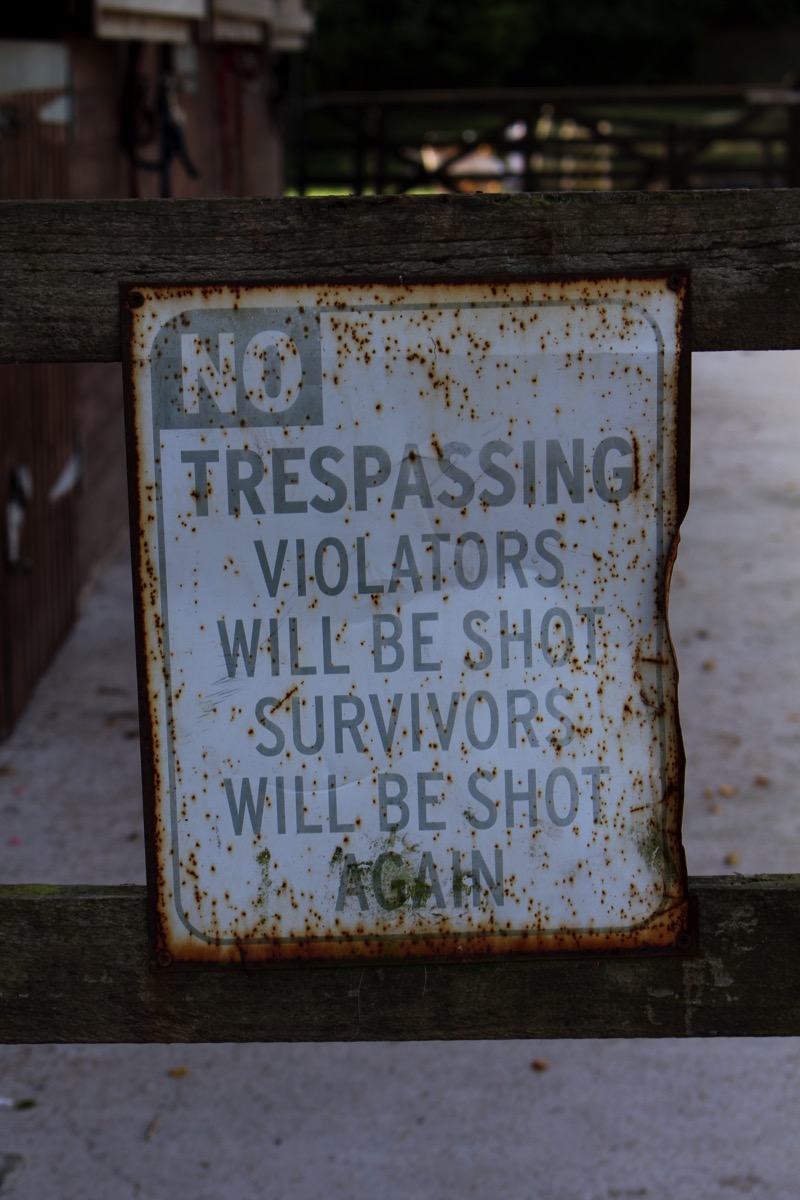 NO
TRESPASSING
VIOLATORS
WILL BE SHOT
SURVIVORS
WILL BE SHOT
AGAIN